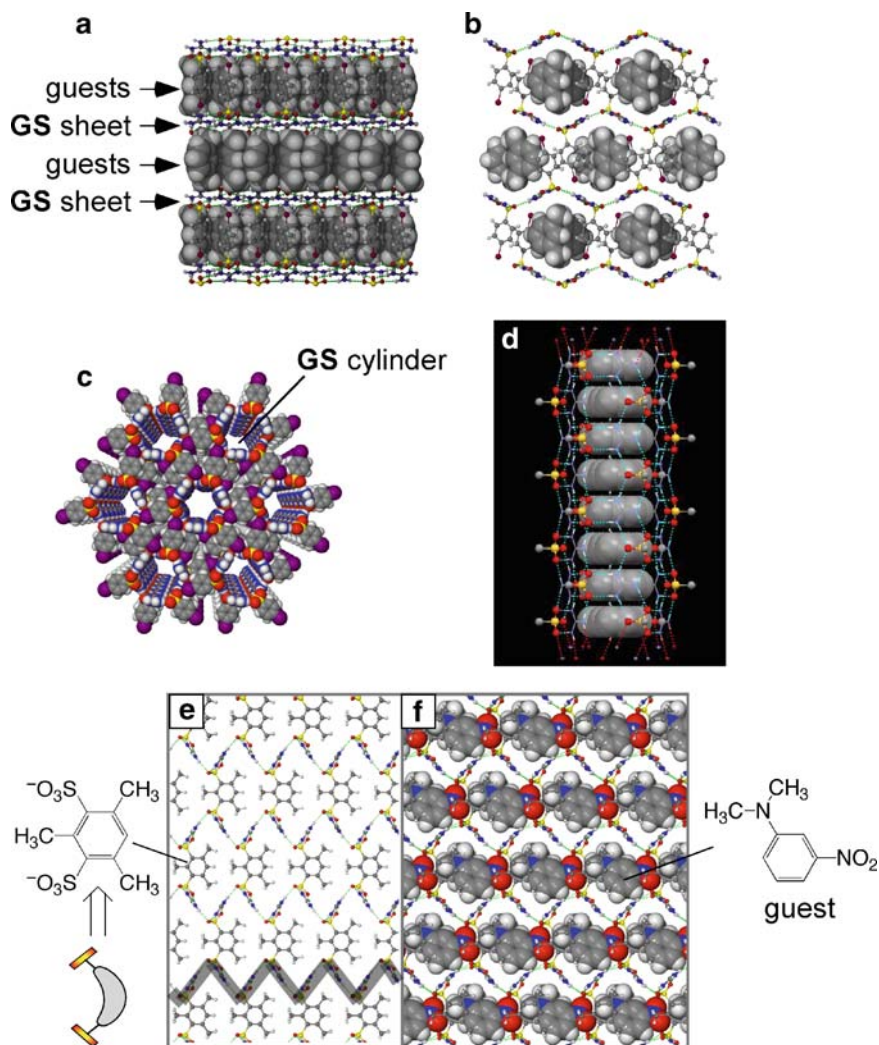 a
b
guests
GS sheet
guests
GS sheet
c
GS cylinder
d
e
f
⁻O₃S
CH₃
H₃C
⁻O₃S
CH₃
CH₃
H₃C-N
NO₂
guest